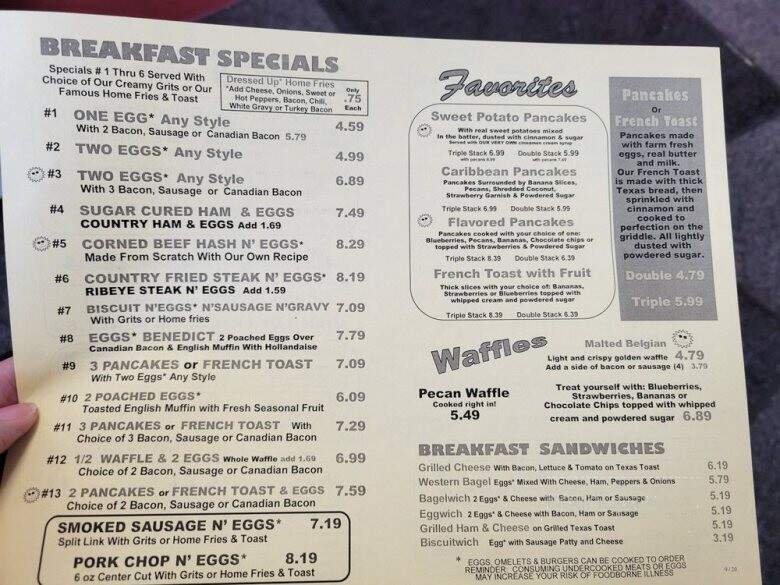 BREAKFAST SPECIALS
Specials # 1 Thru 6 Served With
Choice of Our Creamy Grits or Our
Famous Home Fries & Toast
Dressed Up* Home Fries
*Add Cheese, Onions, Sweet or
Hot Peppers, Bacon, Chili,
White Gravy or Turkey Bacon
Only
.75
Each
#1 ONE EGG* Any Style 4.59
With 2 Bacon, Sausage or Canadian Bacon 5.79
#2 TWO EGGS* Any Style 4.99
#3 TWO EGGS* Any Style 6.89
With 3 Bacon, Sausage or Canadian Bacon
#4 SUGAR CURED HAM & EGGS 7.49
COUNTRY HAM & EGGS Add 1.69
#5 CORNED BEEF HASH N' EGGS* 8.29
Made From Scratch With Our Own Recipe
#6 COUNTRY FRIED STEAK N' EGGS* 8.19
RIBEYE STEAK N' EGGS Add 1.59
#7 BISCUIT N'EGGS* N'SAUSAGE N'GRAVY 7.09
With Grits or Home fries
#8 EGGS* BENEDICT 2 Poached Eggs Over 7.79
Canadian Bacon & English Muffin With Hollandaise
#9 3 PANCAKES or FRENCH TOAST 7.09
With Two Eggs* Any Style
#10 2 POACHED EGGS* 6.09
Toasted English Muffin with Fresh Seasonal Fruit
#11 3 PANCAKES or FRENCH TOAST With 7.29
Choice of 3 Bacon, Sausage or Canadian Bacon
#12 1/2 WAFFLE & 2 EGGS Whole Waffle add 1.69 6.99
Choice of 2 Bacon, Sausage or Canadian Bacon
#13 2 PANCAKES or FRENCH TOAST & EGGS 7.59
Choice of 2 Bacon, Sausage or Canadian Bacon
SMOKED SAUSAGE N' EGGS* 7.19
Split Link With Grits or Home Fries & Toast
PORK CHOP N' EGGS* 8.19
6 oz Center Cut With Grits or Home Fries & Toast
Favorites
Sweet Potato Pancakes
With real sweet potatoes mixed
in the batter, dusted with cinnamon & sugar
Served with OUR VERY OWN cinnamon cream syrup
Triple Stack 6.99 Double Stack 5.99
with pecans with pecans
Caribbean Pancakes
Pancakes Surrounded by Banana Slices,
Pecans, Shredded Coconut,
Strawberry Garnish & Powdered Sugar
Triple Stack 6.99 Double Stack 5.99
Flavored Pancakes
Pancakes cooked with your choice of one:
Blueberries, Pecans, Bananas, Chocolate chips or
topped with Strawberries & Powdered Sugar
Triple Stack 8.39 Double Stack 6.39
French Toast with Fruit
Thick slices with your choice of: Bananas,
Strawberries or Blueberries topped with
whipped cream and powdered sugar
Triple Stack 8.39 Double Stack 6.39
Pancakes
Or
French Toast
Pancakes made
with farm fresh
eggs, real butter
and milk.
Our French Toast
is made with thick
Texas bread, then
sprinkled with
cinnamon and
cooked to
perfection on the
griddle. All lightly
dusted with
powdered sugar.
Double 4.79
Triple 5.99
Waffles
Malted Belgian
Light and crispy golden waffle 4.79
Add a side of bacon or sausage (4) 3.79
Pecan Waffle
Cooked right in!
5.49
Treat yourself with: Blueberries,
Strawberries, Bananas or
Chocolate Chips topped with whipped
cream and powdered sugar 6.89
BREAKFAST SANDWICHES
Grilled Cheese With Bacon, Lettuce & Tomato on Texas Toast 6.19
Western Bagel Eggs* Mixed With Cheese, Ham, Peppers & Onions 5.79
Bagelwich 2 Eggs* & Cheese with Bacon, Ham or Sausage 5.19
Eggwich 2 Eggs* & Cheese with Bacon, Ham or Sausage 5.19
Grilled Ham & Cheese on Grilled Texas Toast 5.19
Biscuitwich Egg* with Sausage Patty and Cheese 3.19
* EGGS, OMELETS & BURGERS CAN BE COOKED TO ORDER
REMINDER: CONSUMING UNDERCOOKED MEATS OR EGGS
MAY INCREASE YOUR RISK OF FOODBORNE ILLNESS
9/20